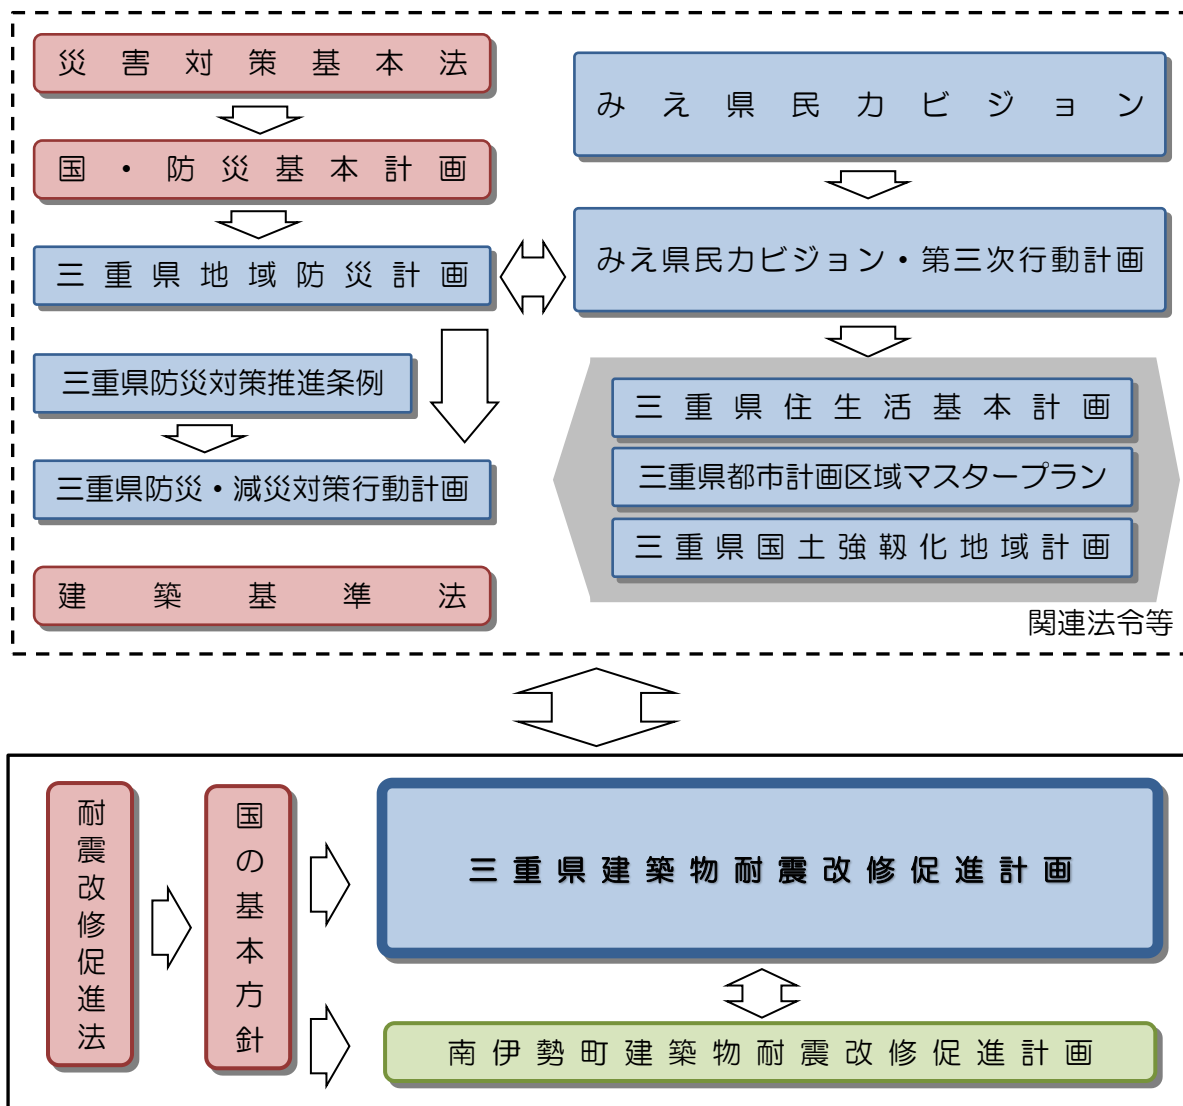 災害対策基本法
国・防災基本計画
三重県地域防災計画
三重県防災対策推進条例
三重県防災・減災対策行動計画
建築基準法
みえ県民力ビジョン
みえ県民力ビジョン・第三次行動計画
三重県住生活基本計画
三重県都市計画区域マスタープラン
三重県国土強靱化地域計画
関連法令等
耐震改修促進法
国の基本方針
三重県建築物耐震改修促進計画
南伊勢町建築物耐震改修促進計画